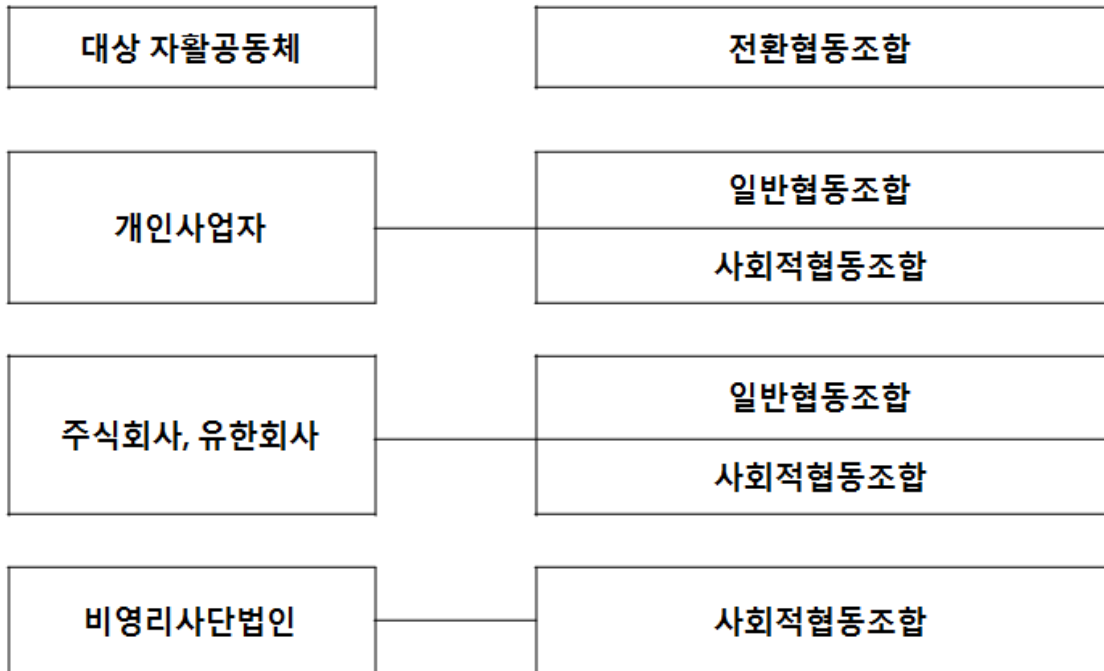 대상 자활공동체
전환협동조합
개인사업자
일반협동조합
사회적협동조합
주식회사, 유한회사
일반협동조합
사회적협동조합
비영리사단법인
사회적협동조합